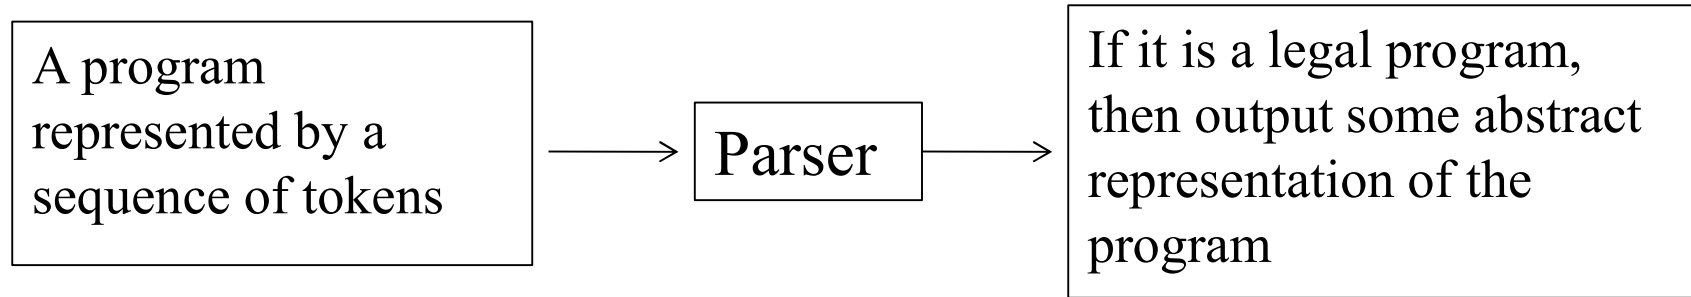 A program
represented by a
sequence of tokens
Parser
If it is a legal program,
then output some abstract
representation of the
program